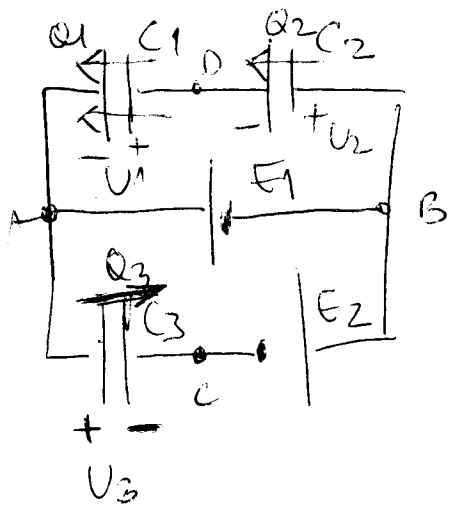 Q1 C1 D Q2 C2
- + - + U2
U1 E1
A B
Q3 C3 E2
C
+ -
U3